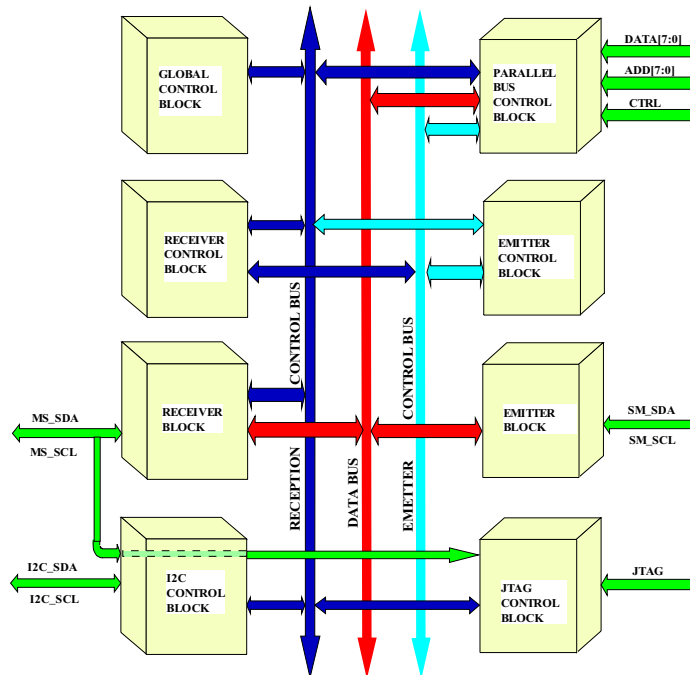 GLOBAL
CONTROL
BLOCK
PARALLEL
BUS
CONTROL
BLOCK
DATA[7:0]
ADD[7:0]
CTRL
RECEIVER
CONTROL
BLOCK
EMITTER
CONTROL
BLOCK
RECEPTION CONTROL BUS
DATA BUS
EMETTER CONTROL BUS
RECEIVER
BLOCK
EMITTER
BLOCK
MS_SDA
MS_SCL
SM_SDA
SM_SCL
I2C
CONTROL
BLOCK
JTAG
CONTROL
BLOCK
I2C_SDA
I2C_SCL
JTAG